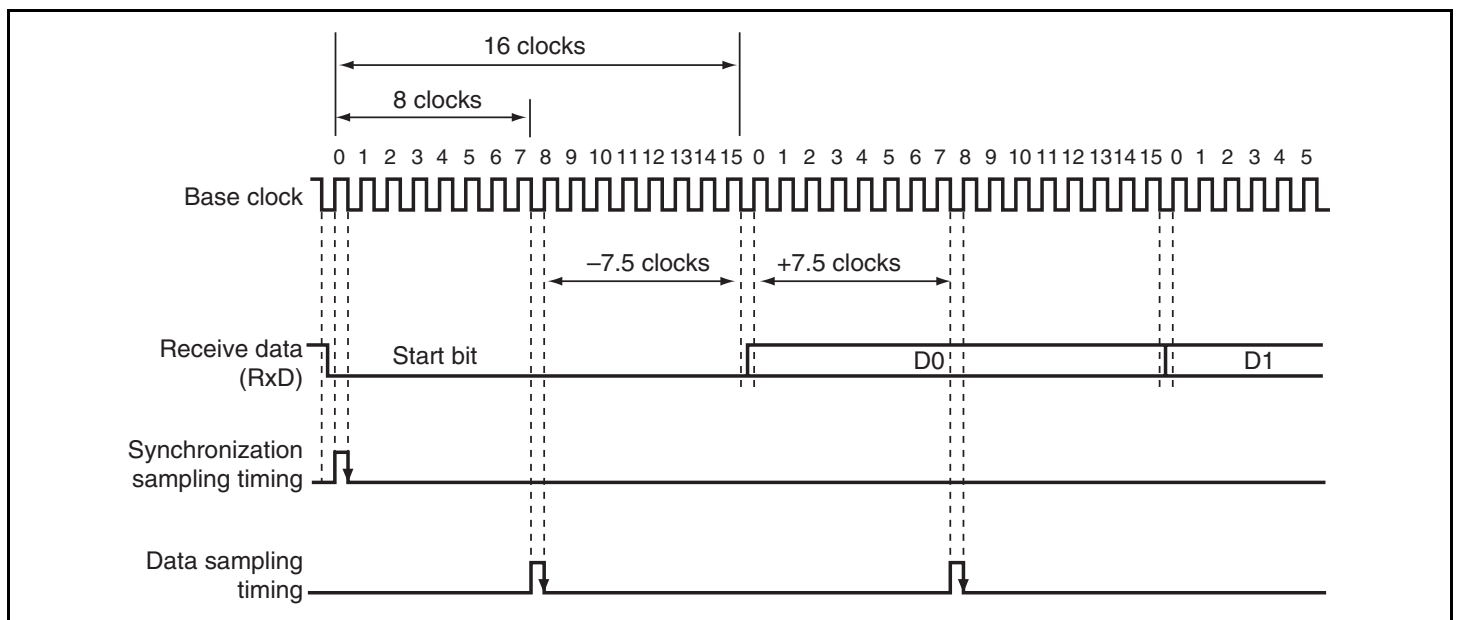 16 clocks
8 clocks
0 1 2 3 4 5 6 7 8 9 10 11 12 13 14 15 0 1 2 3 4 5 6 7 8 9 10 11 12 13 14 15 0 1 2 3 4 5
Base clock
–7.5 clocks +7.5 clocks
Receive data
(RxD)
Start bit D0 D1
Synchronization
sampling timing
Data sampling
timing